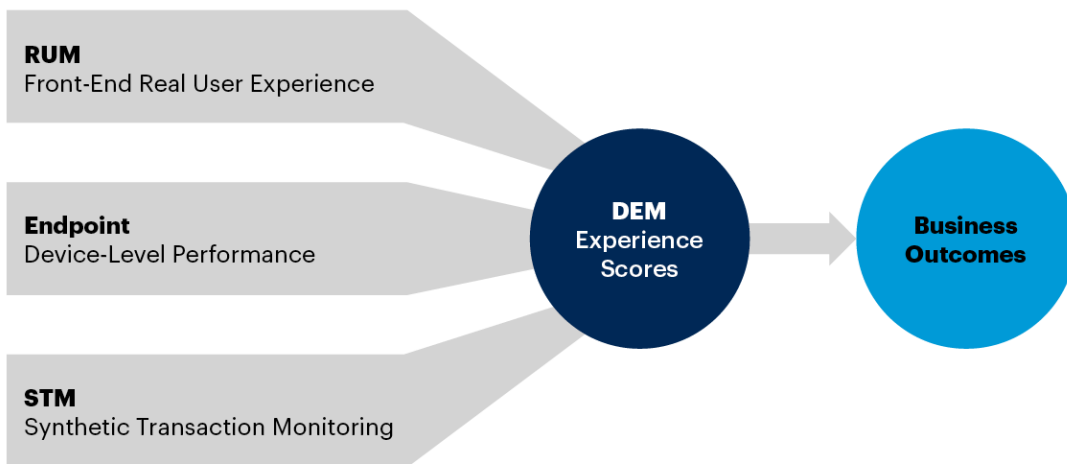 RUM
Front-End Real User Experience
Endpoint
Device-Level Performance
STM
Synthetic Transaction Monitoring
DEM
Experience
Scores
Business
Outcomes